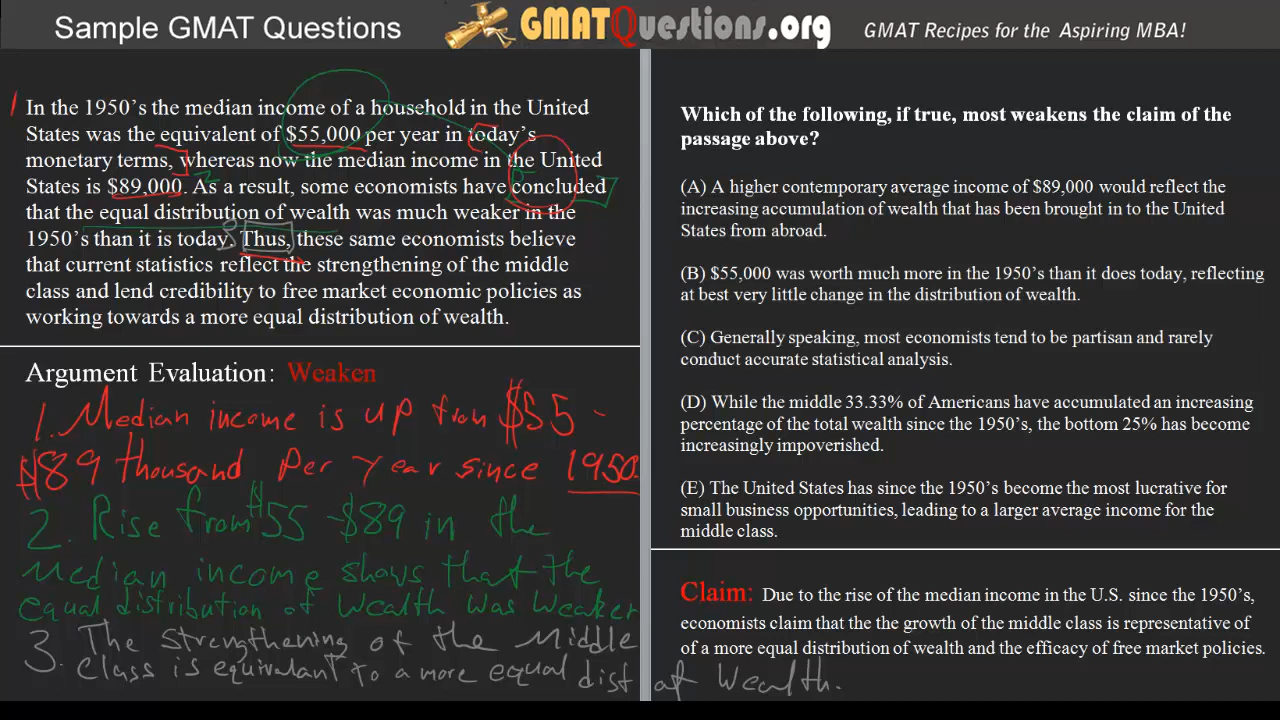 Sample GMAT Questions
GMATQuestions.org
GMAT Recipes for the Aspiring MBA!
1
In the 1950's the median income of a household in the United
States was the equivalent of $55,000 per year in today's
monetary terms, whereas now the median income in the United
States is $89,000. As a result, some economists have concluded
that the equal distribution of wealth was much weaker in the
1950's than it is today. Thus, these same economists believe
that current statistics reflect the strengthening of the middle
class and lend credibility to free market economic policies as
working towards a more equal distribution of wealth.
2
3
Argument Evaluation: Weaken
1. Median income is up from $55 -
$89 thousand per year since 1950.
2. Rise from $55 - $89 in the
Median income shows that the
equal distribution of wealth was weaker
3. The strengthening of the Middle
class is equivalant to a more equal dist of wealth.
Which of the following, if true, most weakens the claim of the
passage above?
(A) A higher contemporary average income of $89,000 would reflect the
increasing accumulation of wealth that has been brought in to the United
States from abroad.
(B) $55,000 was worth much more in the 1950's than it does today, reflecting
at best very little change in the distribution of wealth.
(C) Generally speaking, most economists tend to be partisan and rarely
conduct accurate statistical analysis.
(D) While the middle 33.33% of Americans have accumulated an increasing
percentage of the total wealth since the 1950's, the bottom 25% has become
increasingly impoverished.
(E) The United States has since the 1950's become the most lucrative for
small business opportunities, leading to a larger average income for the
middle class.
Claim: Due to the rise of the median income in the U.S. since the 1950's,
economists claim that the the growth of the middle class is representative of
of a more equal distribution of wealth and the efficacy of free market policies.